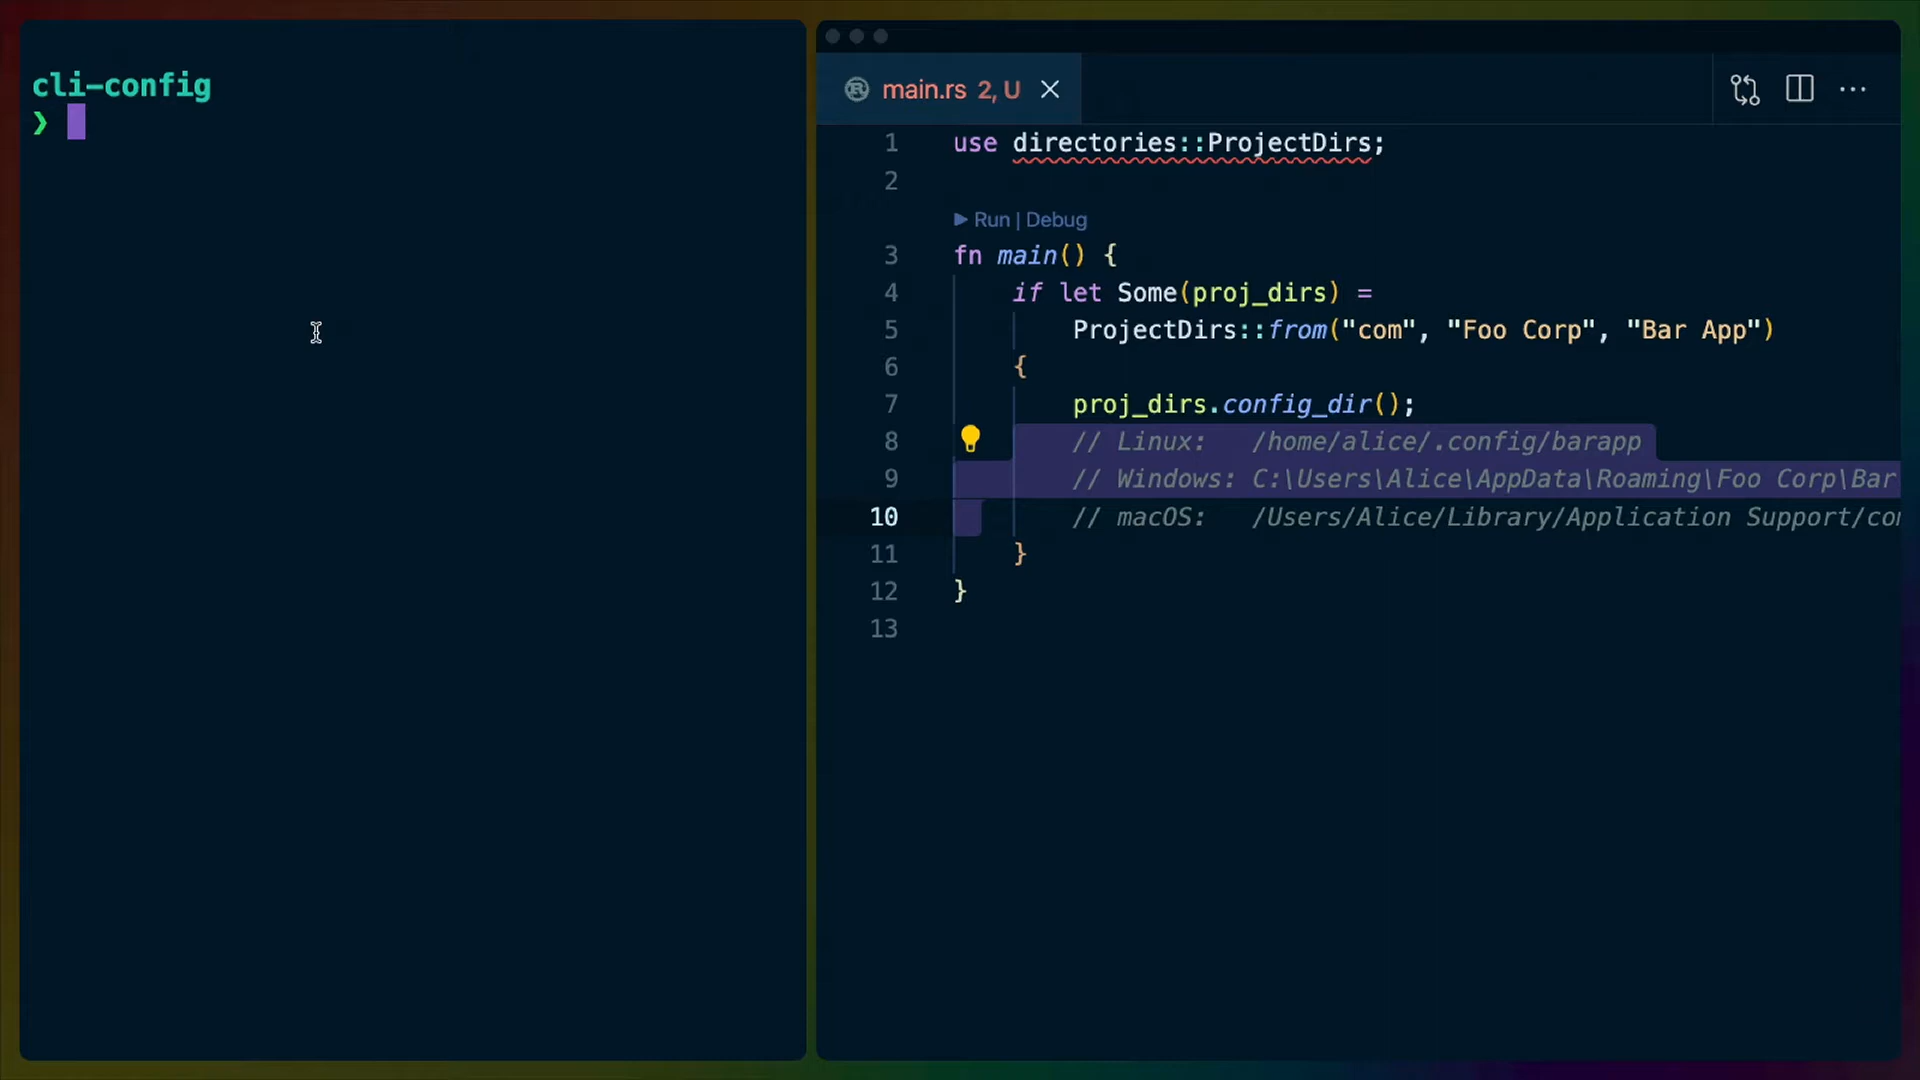 cli-config
❯
main.rs 2, U
1 use directories::ProjectDirs;
2
Run | Debug
3 fn main() {
4 if let Some(proj_dirs) =
5 ProjectDirs::from("com", "Foo Corp", "Bar App")
6 {
7 proj_dirs.config_dir();
8 // Linux:   /home/alice/.config/barapp
9 // Windows: C:\Users\Alice\AppData\Roaming\Foo Corp\Bar
10 // macOS:   /Users/Alice/Library/Application Support/com
11 }
12 }
13